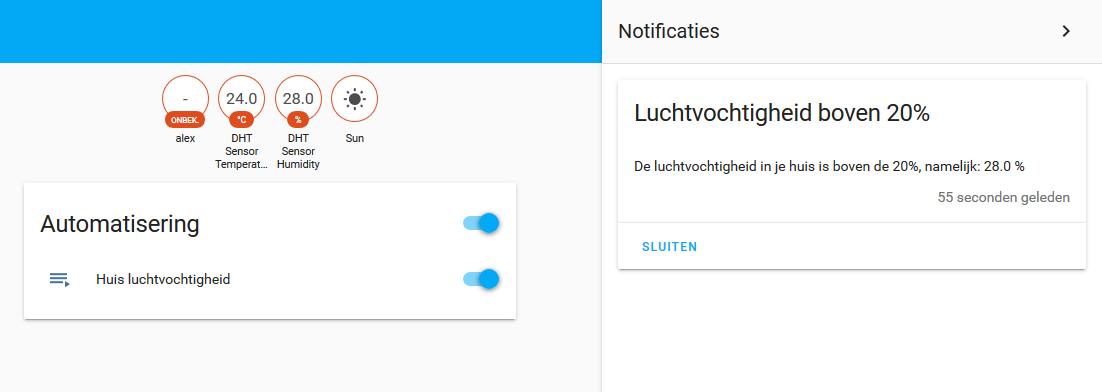 -
ONBEK.
alex
24.0
°C
DHT
Sensor
Temperat...
28.0
%
DHT
Sensor
Humidity
Sun
Automatisering
Huis luchtvochtigheid
Notificaties
Luchtvochtigheid boven 20%
De luchtvochtigheid in je huis is boven de 20%, namelijk: 28.0 %
55 seconden geleden
SLUITEN